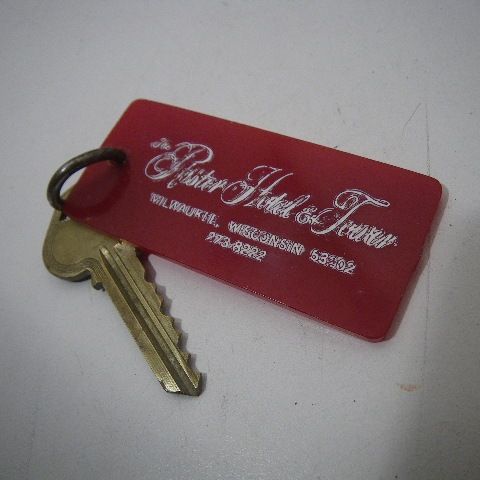 The Pfister Hotel & Tower
MILWAUKEE, WISCONSIN 53202
273-8222